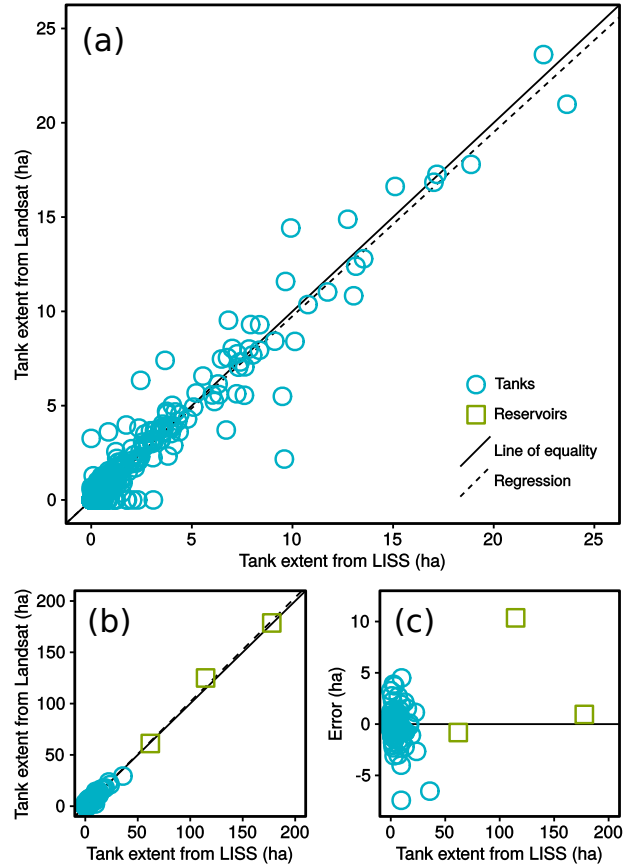 (a)
25
20
15
10
5
0
Tank extent from Landsat (ha)
Tanks
Reservoirs
Line of equality
Regression
0 5 10 15 20 25
Tank extent from LISS (ha)
(b)
200
150
100
50
0
Tank extent from Landsat (ha)
0 50 100 150 200
Tank extent from LISS (ha)
(c)
10
5
0
-5
Error (ha)
0 50 100 150 200
Tank extent from LISS (ha)